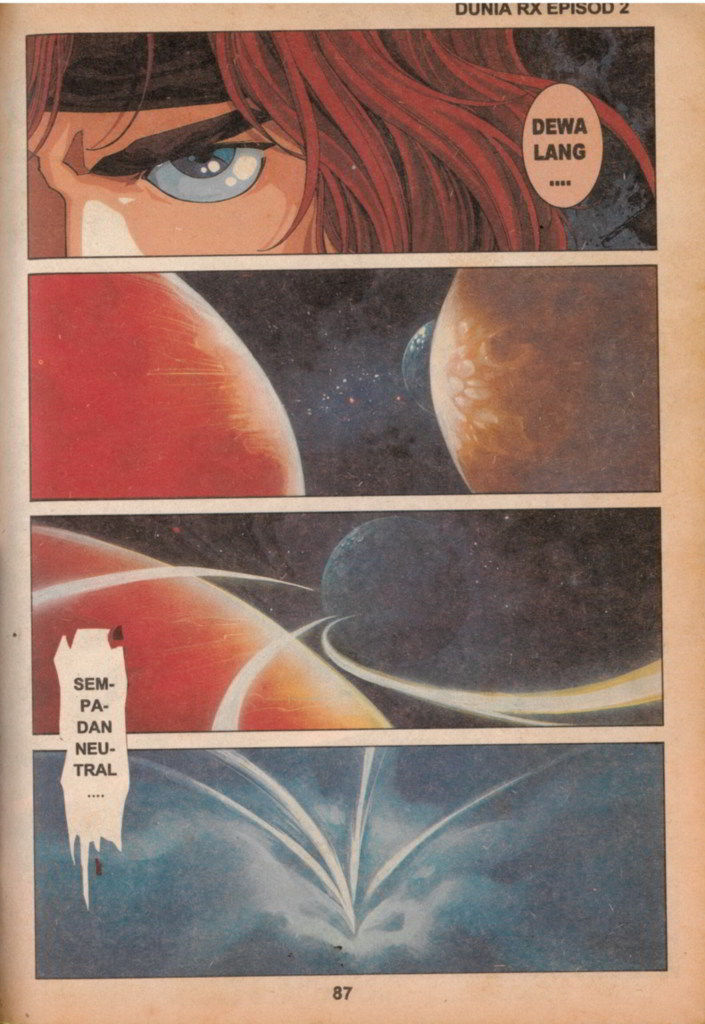 DUNIA RX EPISOD 2
DEWA
LANG
....
SEM-
PA-
DAN
NEU-
TRAL
....
87